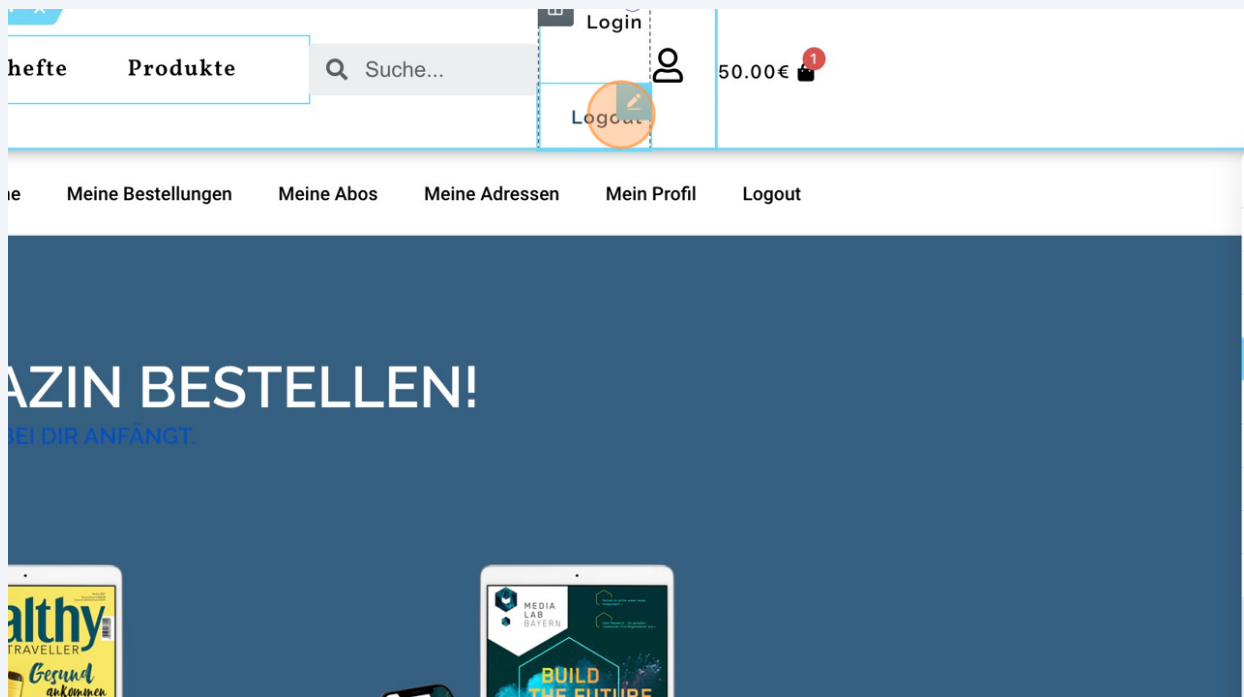 Login
hefte Produkte Suche... 50.00€ 1
Logout
Meine Bestellungen Meine Abos Meine Adressen Mein Profil Logout
AZIN BESTELLEN!
BEI DIR ANFÄNGT.
althy
TRAVELLER
Gesund
ankommen
MEDIA
LAB
BAYERN
BUILD
THE FUTURE